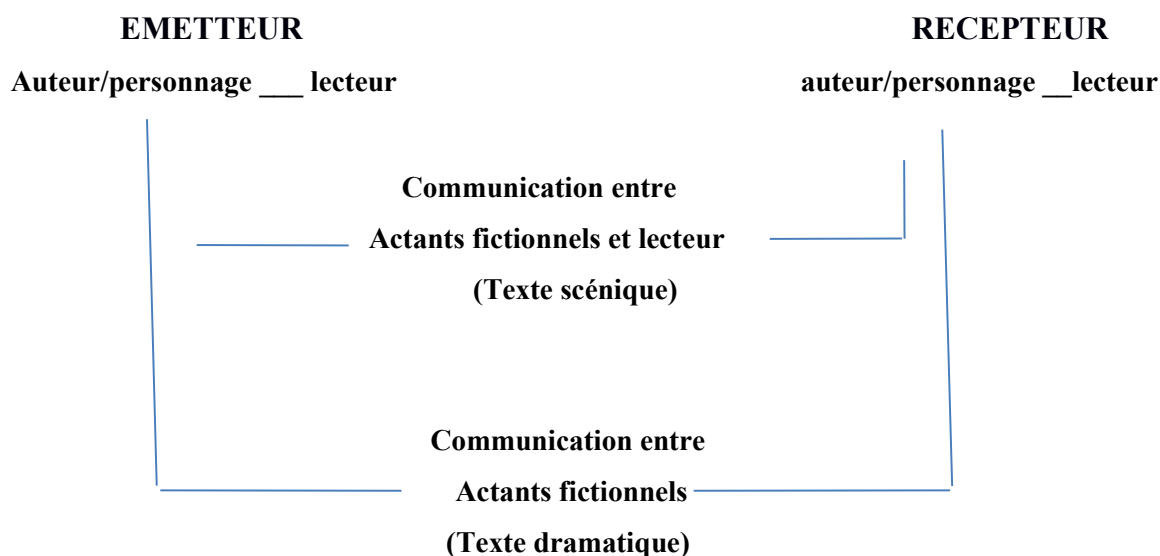 EMETTEUR RECEPTEUR
Auteur/personnage ___ lecteur auteur/personnage __lecteur
Communication entre
Actants fictionnels et lecteur
(Texte scénique)
Communication entre
Actants fictionnels
(Texte dramatique)